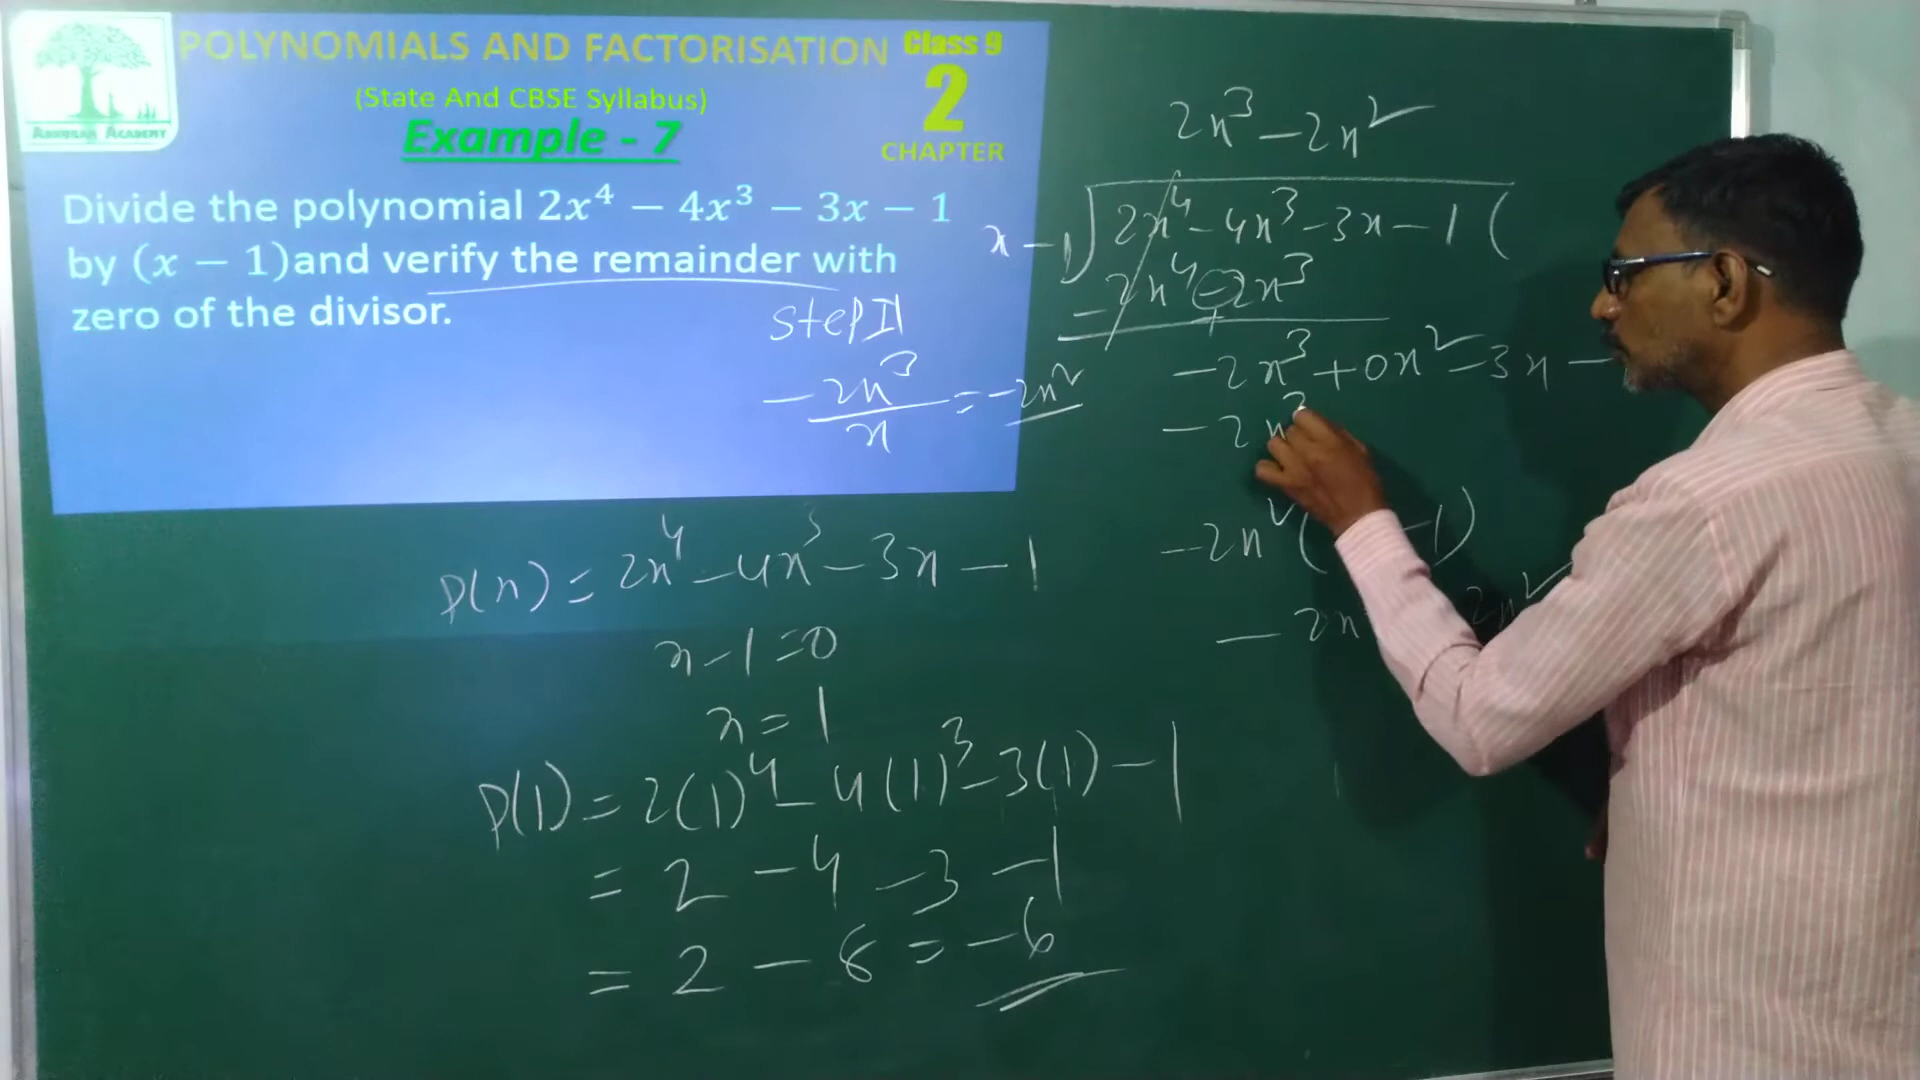 POLYNOMIALS AND FACTORISATION
Class 9
(State And CBSE Syllabus)
2
Example - 7
CHAPTER
ACADEMY
Divide the polynomial 2x⁴ − 4x³ − 3x − 1
by (x − 1)and verify the remainder with
zero of the divisor.
Step II
−2x³/x = −2x²
2x³ − 2x²
x − 1) 2x⁴ − 4x³ − 3x − 1 (
2x⁴ − 2x³
− +
−2x³ + 0x² − 3x −
−2x³
−2x² ( −1)
− 2x 2x²
p(x) = 2x⁴ − 4x³ − 3x − 1
x − 1 = 0
x = 1
p(1) = 2(1)⁴ − 4(1)³ − 3(1) − 1
= 2 − 4 − 3 − 1
= 2 − 8 = −6